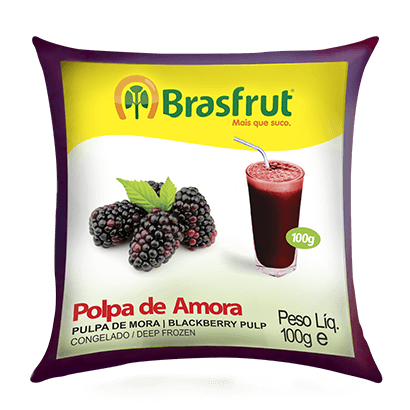 Brasfrut®
Mais que suco.
100g
Polpa de Amora
PULPA DE MORA | BLACKBERRY PULP
CONGELADO / DEEP FROZEN
Peso Líq.
100g e